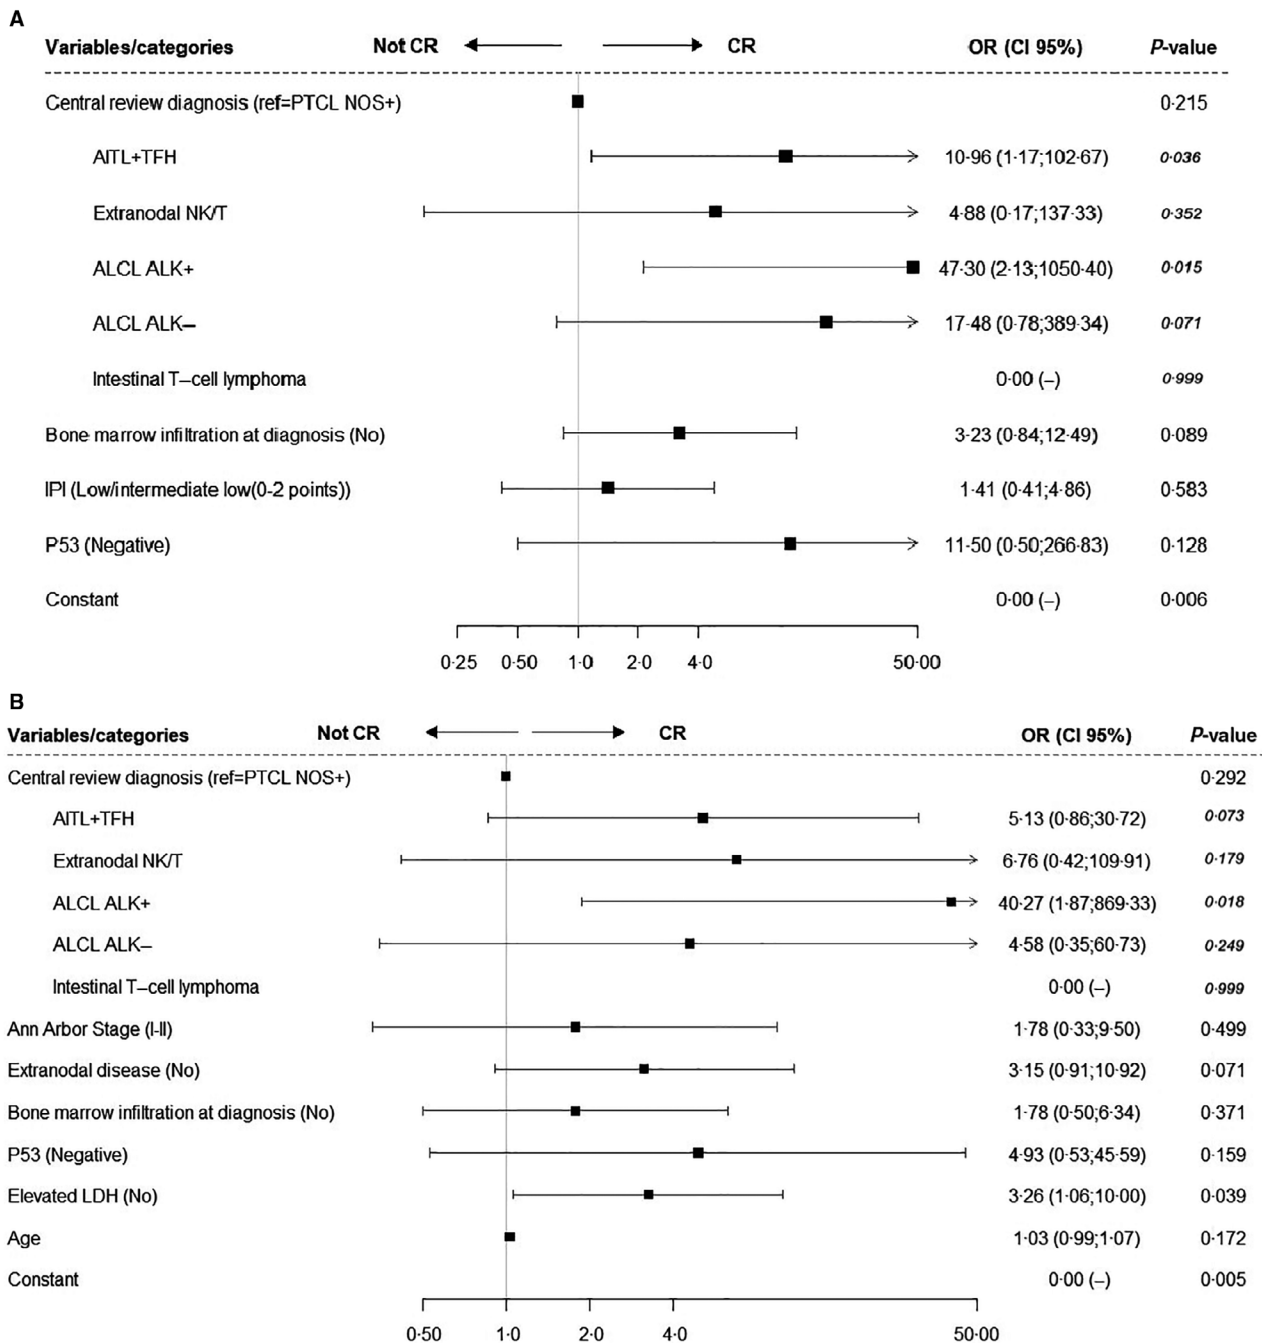 A
Variables/categories Not CR CR OR (CI 95%) P-value
Central review diagnosis (ref=PTCL NOS+) 0·215
AITL+TFH 10·96 (1·17;102·67) 0·036
Extranodal NK/T 4·88 (0·17;137·33) 0·352
ALCL ALK+ 47·30 (2·13;1050·40) 0·015
ALCL ALK– 17·48 (0·78;389·34) 0·071
Intestinal T–cell lymphoma 0·00 (–) 0·999
Bone marrow infiltration at diagnosis (No) 3·23 (0·84;12·49) 0·089
IPI (Low/intermediate low(0-2 points)) 1·41 (0·41;4·86) 0·583
P53 (Negative) 11·50 (0·50;266·83) 0·128
Constant 0·00 (–) 0·006
0·25 0·50 1·0 2·0 4·0 50·00
B
Variables/categories Not CR CR OR (CI 95%) P-value
Central review diagnosis (ref=PTCL NOS+) 0·292
AITL+TFH 5·13 (0·86;30·72) 0·073
Extranodal NK/T 6·76 (0·42;109·91) 0·179
ALCL ALK+ 40·27 (1·87;869·33) 0·018
ALCL ALK– 4·58 (0·35;60·73) 0·249
Intestinal T–cell lymphoma 0·00 (–) 0·999
Ann Arbor Stage (I-II) 1·78 (0·33;9·50) 0·499
Extranodal disease (No) 3·15 (0·91;10·92) 0·071
Bone marrow infiltration at diagnosis (No) 1·78 (0·50;6·34) 0·371
P53 (Negative) 4·93 (0·53;45·59) 0·159
Elevated LDH (No) 3·26 (1·06;10·00) 0·039
Age 1·03 (0·99;1·07) 0·172
Constant 0·00 (–) 0·005
0·50 1·0 2·0 4·0 50·00